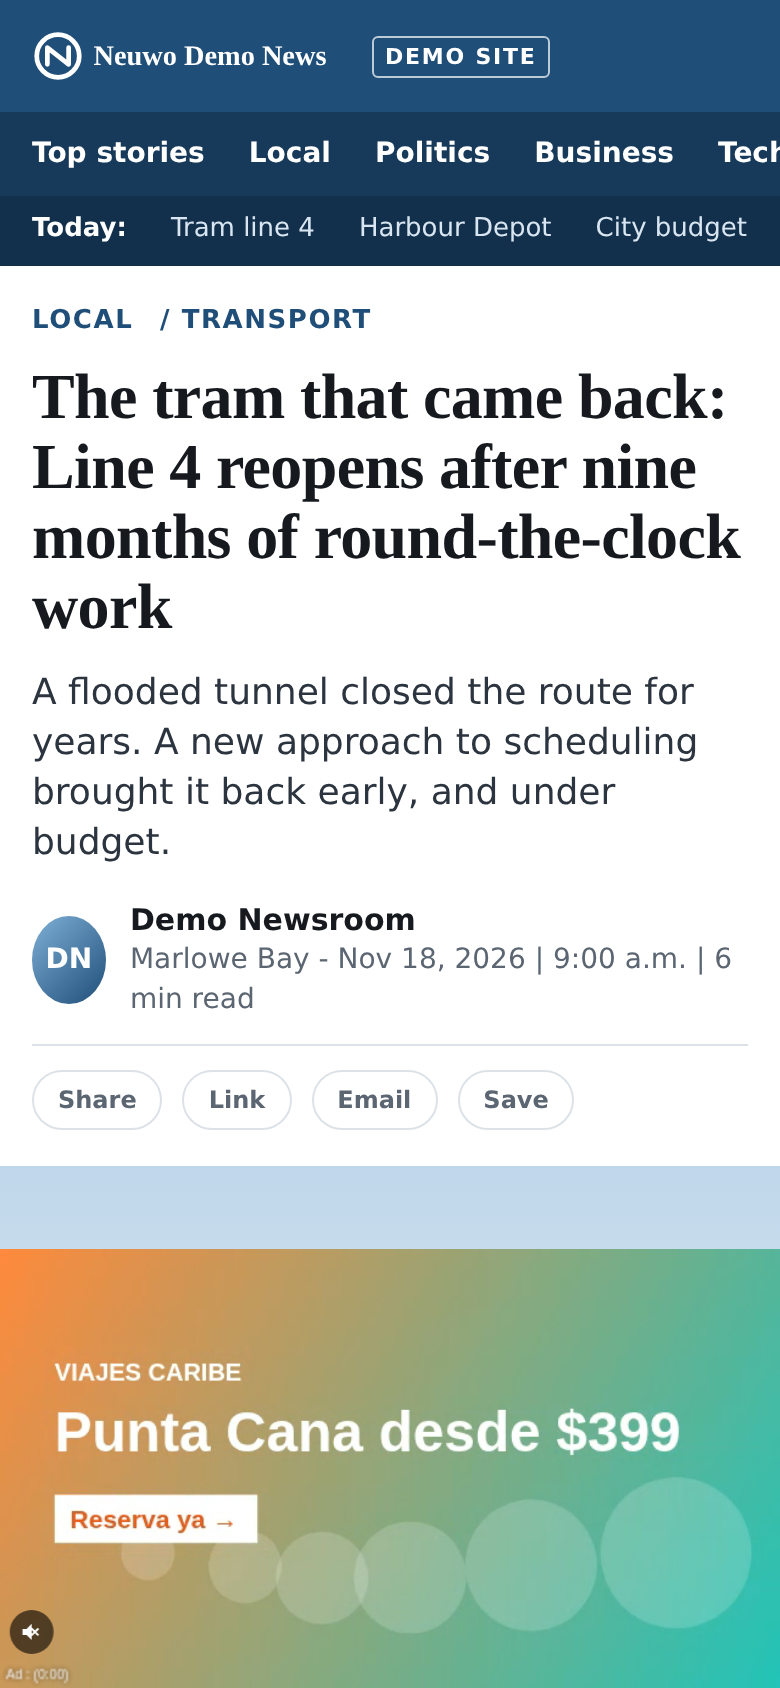 Neuwo Demo News
DEMO SITE
Top stories Local Politics Business Tech
Today: Tram line 4 Harbour Depot City budget
LOCAL / TRANSPORT
The tram that came back:
Line 4 reopens after nine
months of round-the-clock
work
A flooded tunnel closed the route for
years. A new approach to scheduling
brought it back early, and under
budget.
DN
Demo Newsroom
Marlowe Bay - Nov 18, 2026 | 9:00 a.m. | 6
min read
Share Link Email Save
VIAJES CARIBE
Punta Cana desde $399
Reserva ya →
Ad : (0:00)